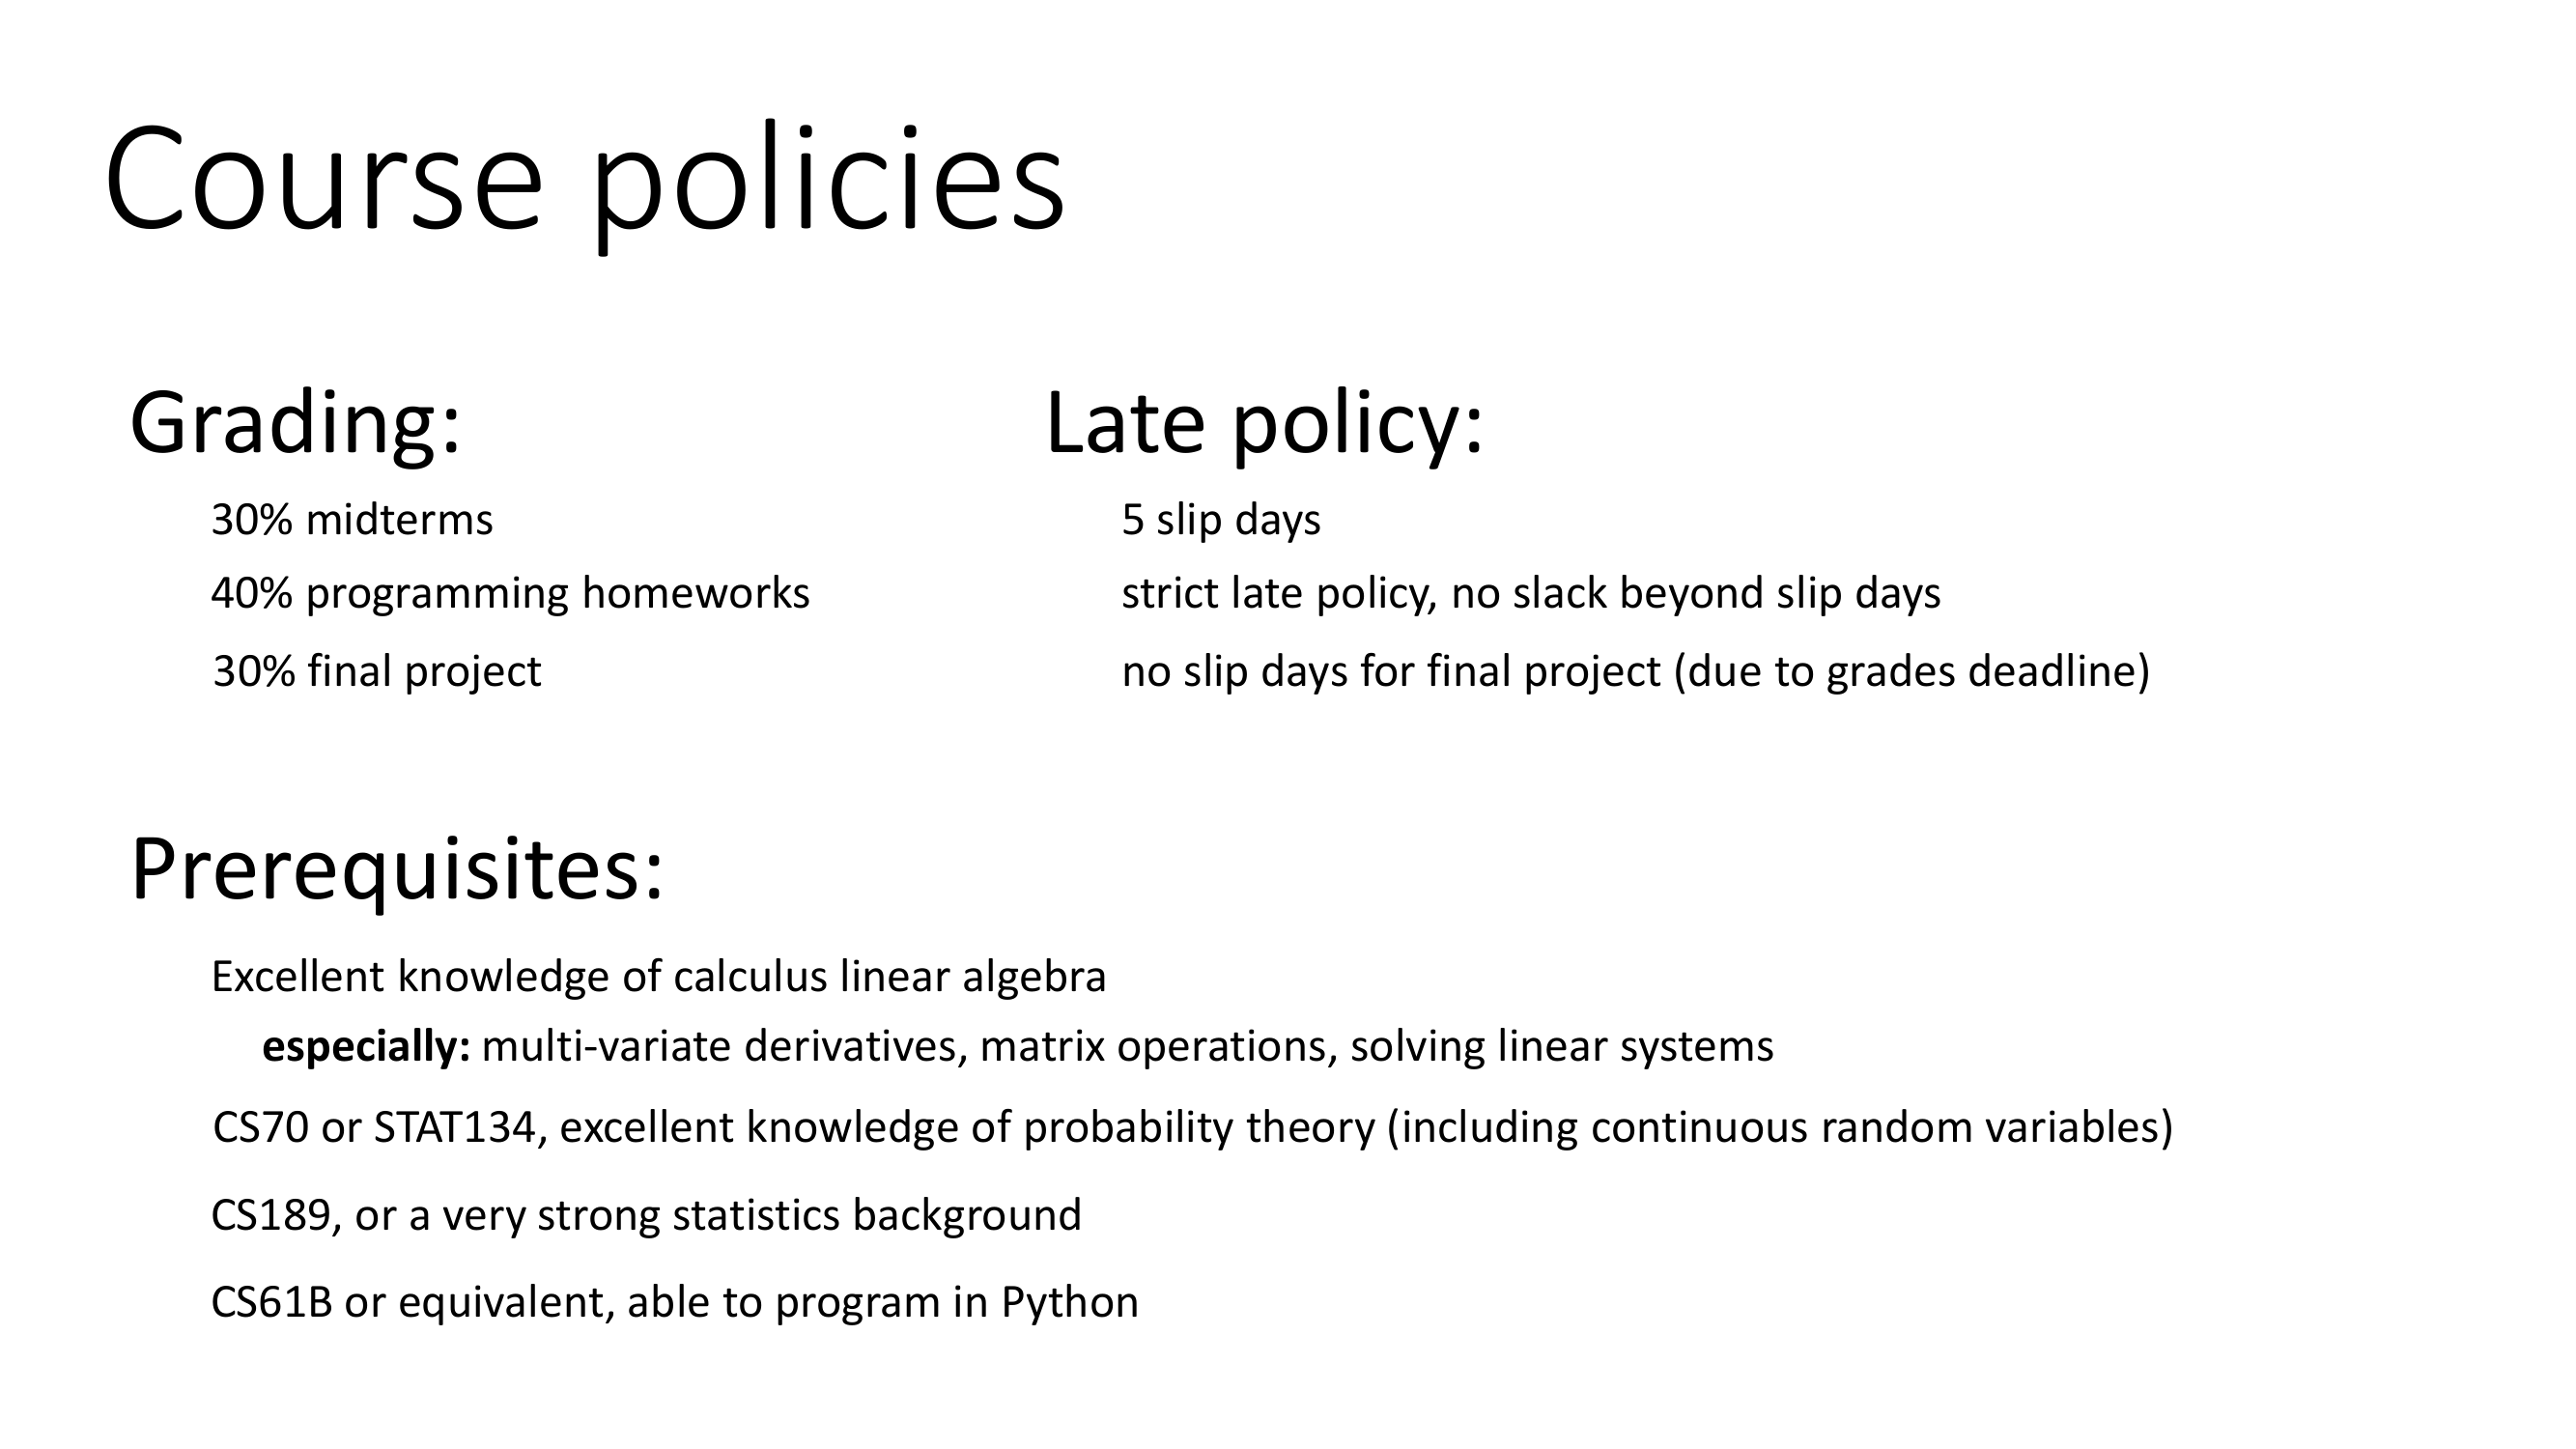 Course policies
Grading:
30% midterms
40% programming homeworks
30% final project
Late policy:
5 slip days
strict late policy, no slack beyond slip days
no slip days for final project (due to grades deadline)
Prerequisites:
Excellent knowledge of calculus linear algebra
especially: multi-variate derivatives, matrix operations, solving linear systems
CS70 or STAT134, excellent knowledge of probability theory (including continuous random variables)
CS189, or a very strong statistics background
CS61B or equivalent, able to program in Python